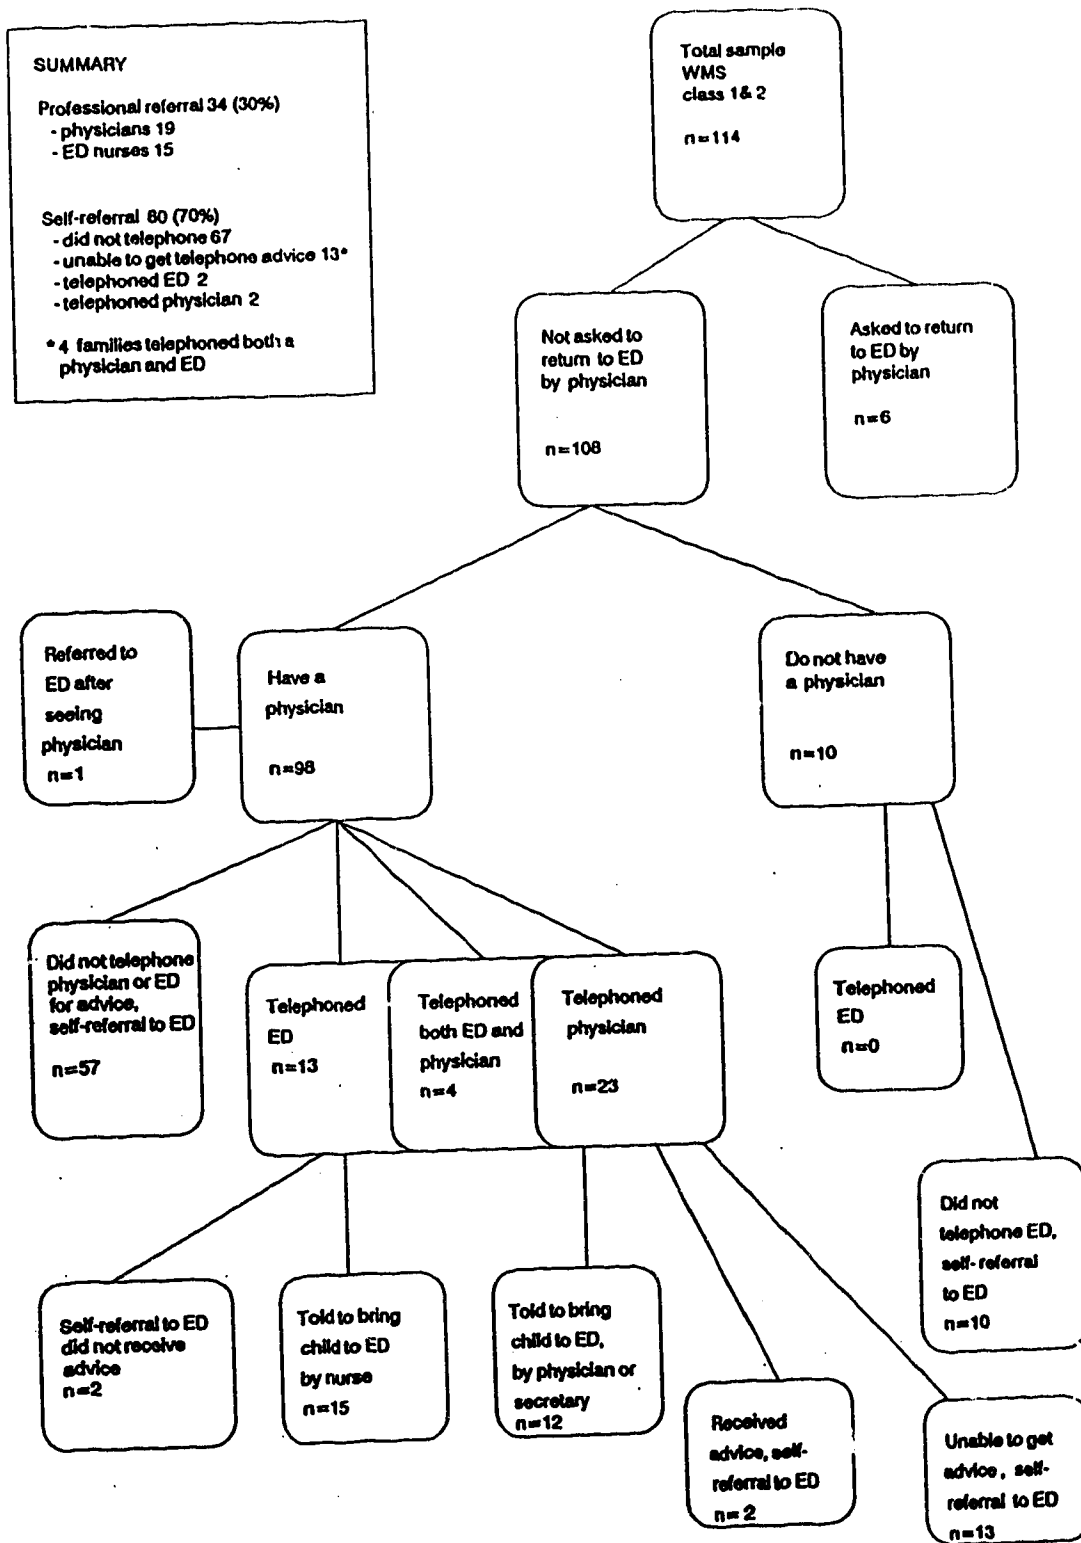 SUMMARY
Professional referral 34 (30%)
- physicians 19
- ED nurses 15
Self-referral 80 (70%)
- did not telephone 67
- unable to get telephone advice 13*
- telephoned ED 2
- telephoned physician 2
* 4 families telephoned both a
physician and ED
Total sample
WMS
class 1& 2
n=114
Not asked to
return to ED
by physician
n=108
Asked to return
to ED by
physician
n=6
Referred to
ED after
seeing
physician
n=1
Have a
physician
n=98
Do not have
a physician
n=10
Did not telephone
physician or ED
for advice,
self-referral to ED
n=57
Telephoned
ED
n=13
Telephoned
both ED and
physician
n=4
Telephoned
physician
n=23
Telephoned
ED
n=0
Did not
telephone ED,
self-referral
to ED
n=10
Self-referral to ED
did not receive
advice
n=2
Told to bring
child to ED
by nurse
n=15
Told to bring
child to ED,
by physician or
secretary
n=12
Received
advice, self-
referral to ED
n= 2
Unable to get
advice, self-
referral to ED
n=13